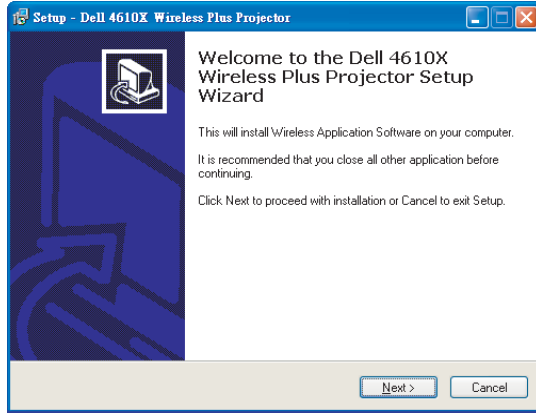 Setup - Dell 4610X Wireless Plus Projector
Welcome to the Dell 4610X
Wireless Plus Projector Setup
Wizard
This will install Wireless Application Software on your computer.
It is recommended that you close all other application before
continuing.
Click Next to proceed with installation or Cancel to exit Setup.
Next >
Cancel